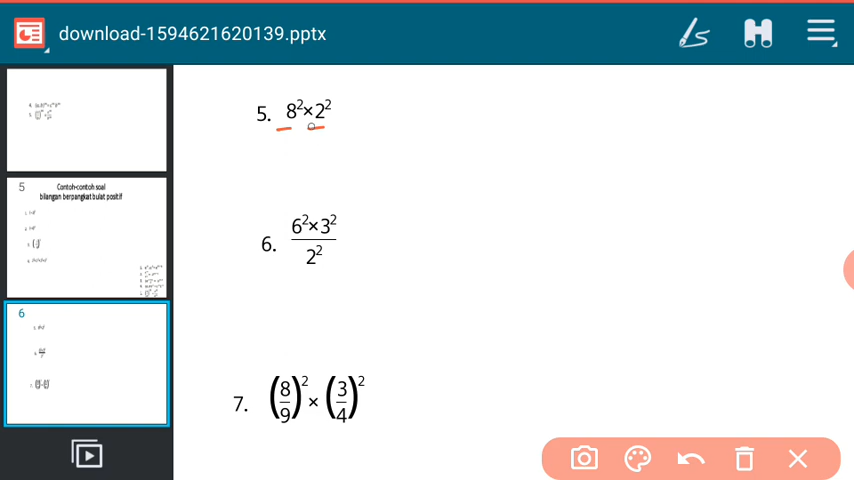 download-1594621620139.pptx
5
Contoh-contoh soal
bilangan berpangkat bulat positif
6
5. 8²×2²
6. 6²×3²
2²
7. (8/9)² × (3/4)²